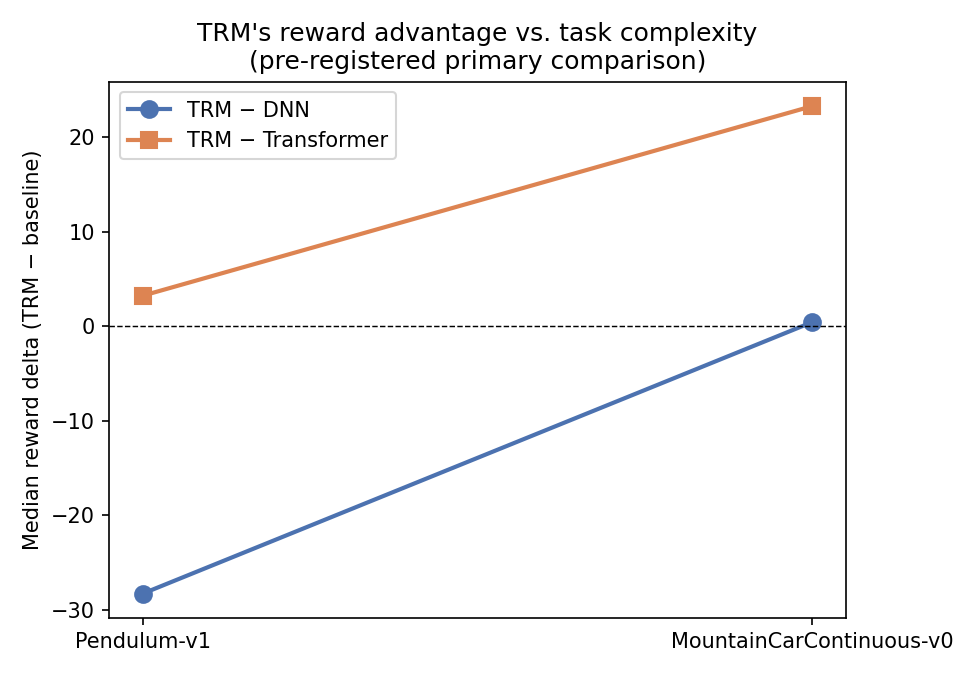 TRM's reward advantage vs. task complexity
(pre-registered primary comparison)
TRM − DNN
TRM − Transformer
Median reward delta (TRM − baseline)
20
10
0
−10
−20
−30
Pendulum-v1
MountainCarContinuous-v0